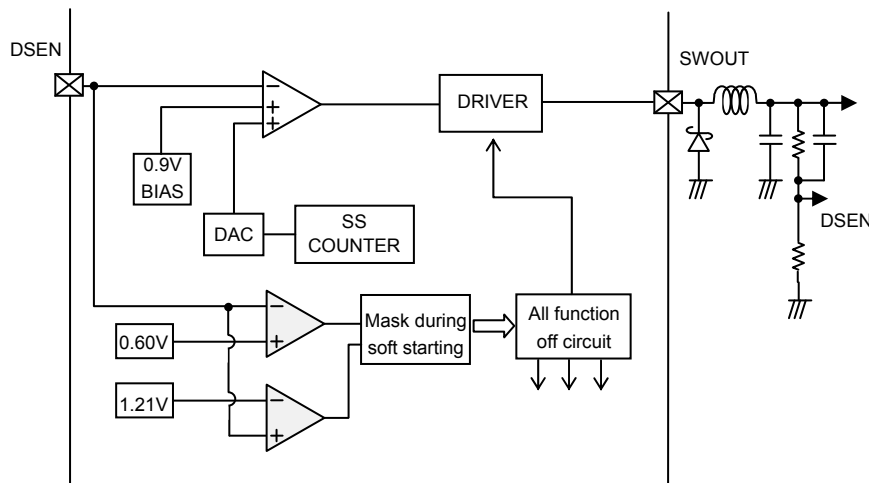 DSEN
SWOUT
−
+
+
DRIVER
0.9V
BIAS
DAC
SS
COUNTER
DSEN
−
+
0.60V
Mask during
soft starting
All function
off circuit
1.21V
−
+